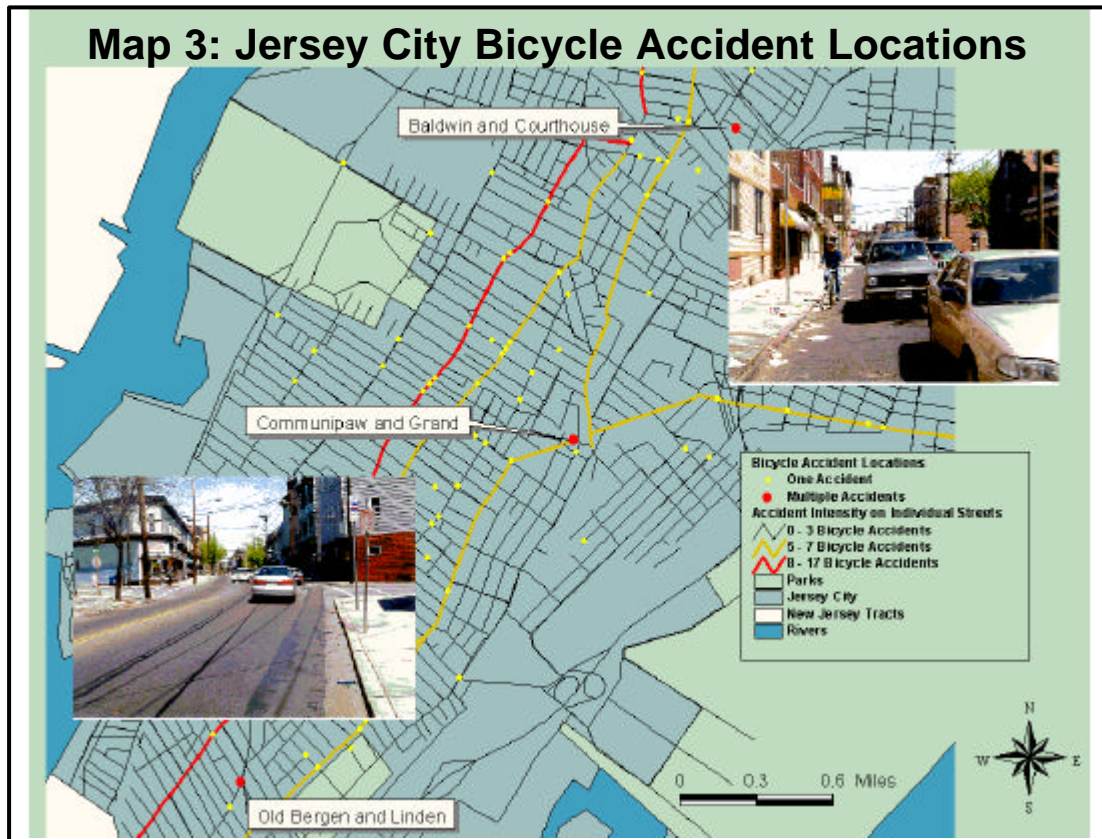 Map 3: Jersey City Bicycle Accident Locations
Baldwin and Courthouse
Communipaw and Grand
Bicycle Accident Locations
One Accident
Multiple Accidents
Accident Intensity on Individual Streets
0 - 3 Bicycle Accidents
5 - 7 Bicycle Accidents
8 - 17 Bicycle Accidents
Parks
Jersey City
New Jersey Tracts
Rivers
N
W E
S
0 0.3 0.6 Miles
Old Bergen and Linden